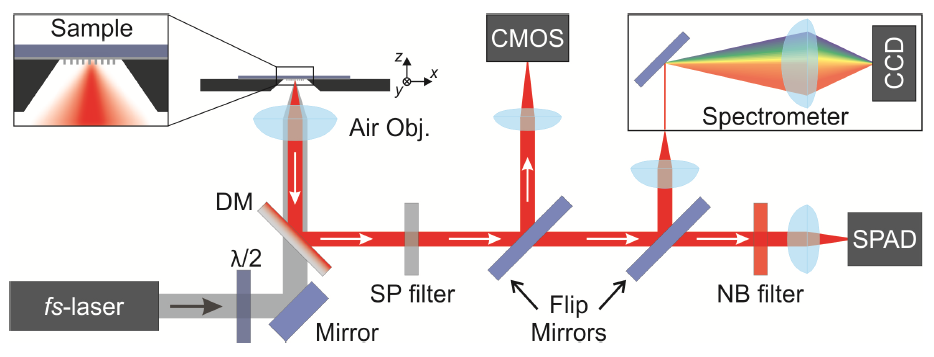 Sample
CMOS
CCD
z
x
y
Spectrometer
Air Obj.
DM
λ/2
SP filter
SPAD
fs-laser
Mirror
Flip
Mirrors
NB filter